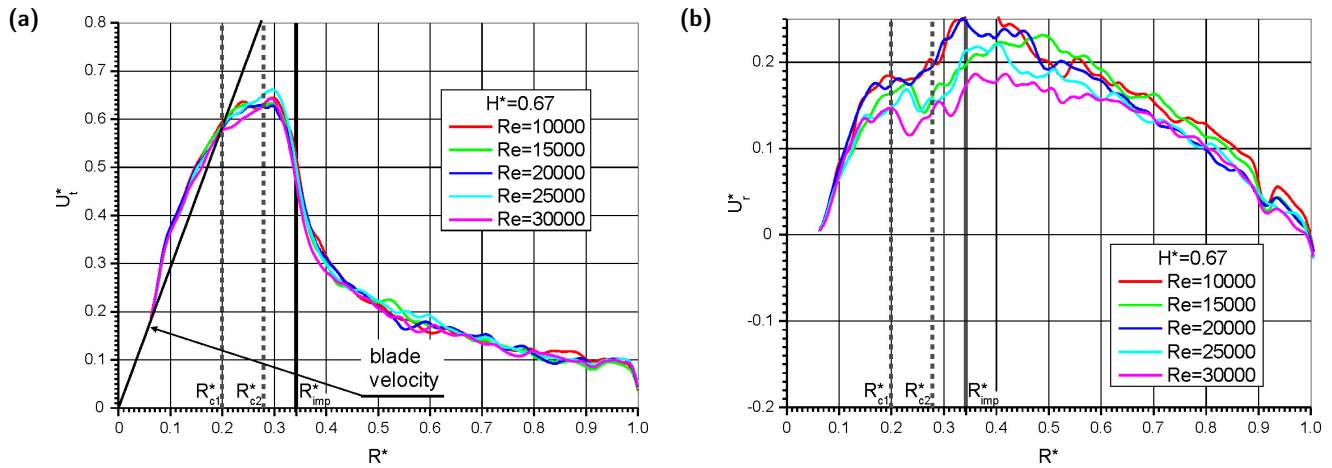 (a)
0.8
0.7
0.6
0.5
0.4
0.3
0.2
0.1
0
U*t
H*=0.67
Re=10000
Re=15000
Re=20000
Re=25000
Re=30000
blade
velocity
R*c1
R*c2
R*imp
0 0.1 0.2 0.3 0.4 0.5 0.6 0.7 0.8 0.9 1.0
R*
(b)
0.2
0.1
0
-0.1
-0.2
U*r
H*=0.67
Re=10000
Re=15000
Re=20000
Re=25000
Re=30000
R*c1
R*c2
R*imp
0 0.1 0.2 0.3 0.4 0.5 0.6 0.7 0.8 0.9 1.0
R*